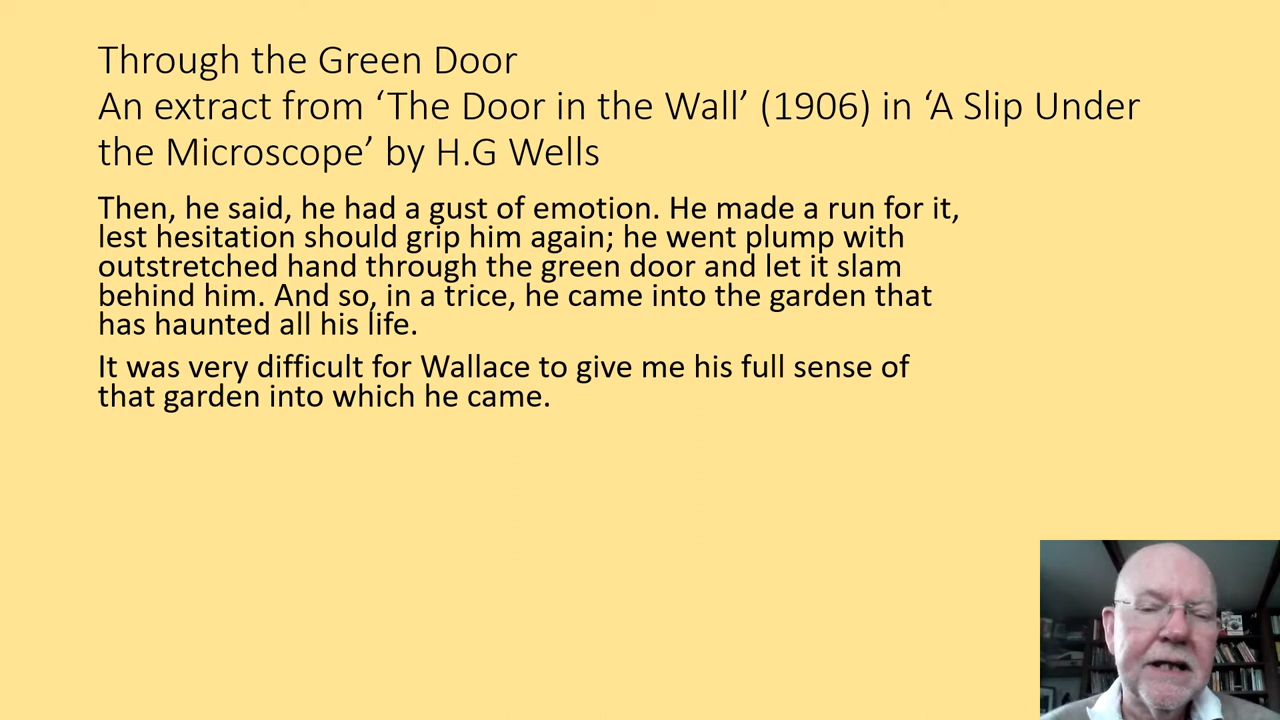 Through the Green Door
An extract from ‘The Door in the Wall’ (1906) in ‘A Slip Under
the Microscope’ by H.G Wells
Then, he said, he had a gust of emotion. He made a run for it,
lest hesitation should grip him again; he went plump with
outstretched hand through the green door and let it slam
behind him. And so, in a trice, he came into the garden that
has haunted all his life.
It was very difficult for Wallace to give me his full sense of
that garden into which he came.